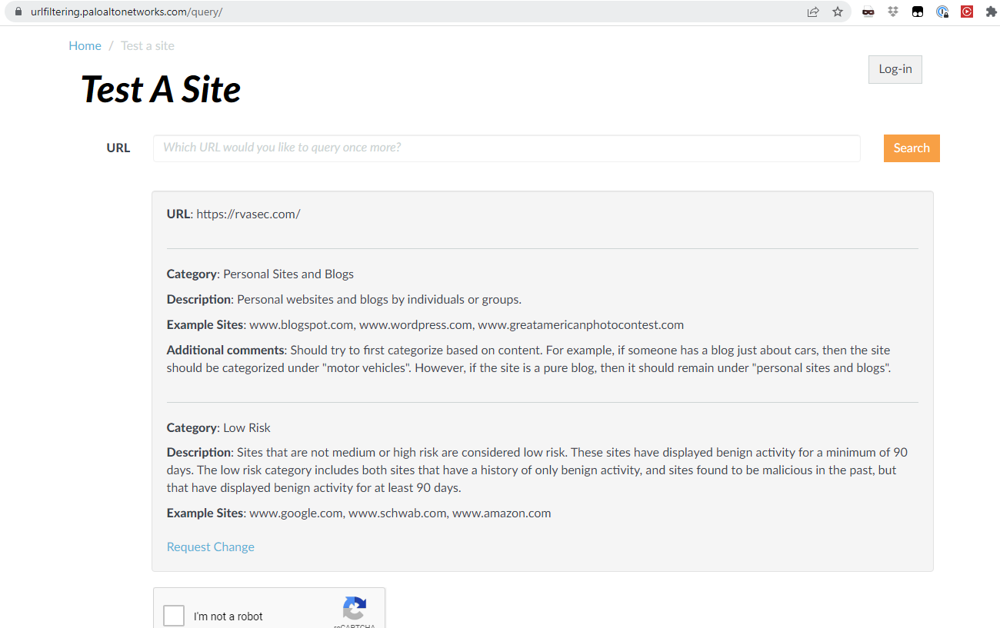 urlfiltering.paloaltonetworks.com/query/
Home / Test a site
Log-in
Test A Site
URL
Which URL would you like to query once more?
Search
URL: https://rvasec.com/
Category: Personal Sites and Blogs
Description: Personal websites and blogs by individuals or groups.
Example Sites: www.blogspot.com, www.wordpress.com, www.greatamericanphotocontest.com
Additional comments: Should try to first categorize based on content. For example, if someone has a blog just about cars, then the site
should be categorized under "motor vehicles". However, if the site is a pure blog, then it should remain under "personal sites and blogs".
Category: Low Risk
Description: Sites that are not medium or high risk are considered low risk. These sites have displayed benign activity for a minimum of 90
days. The low risk category includes both sites that have a history of only benign activity, and sites found to be malicious in the past, but
that have displayed benign activity for at least 90 days.
Example Sites: www.google.com, www.schwab.com, www.amazon.com
Request Change
I'm not a robot
reCAPTCHA